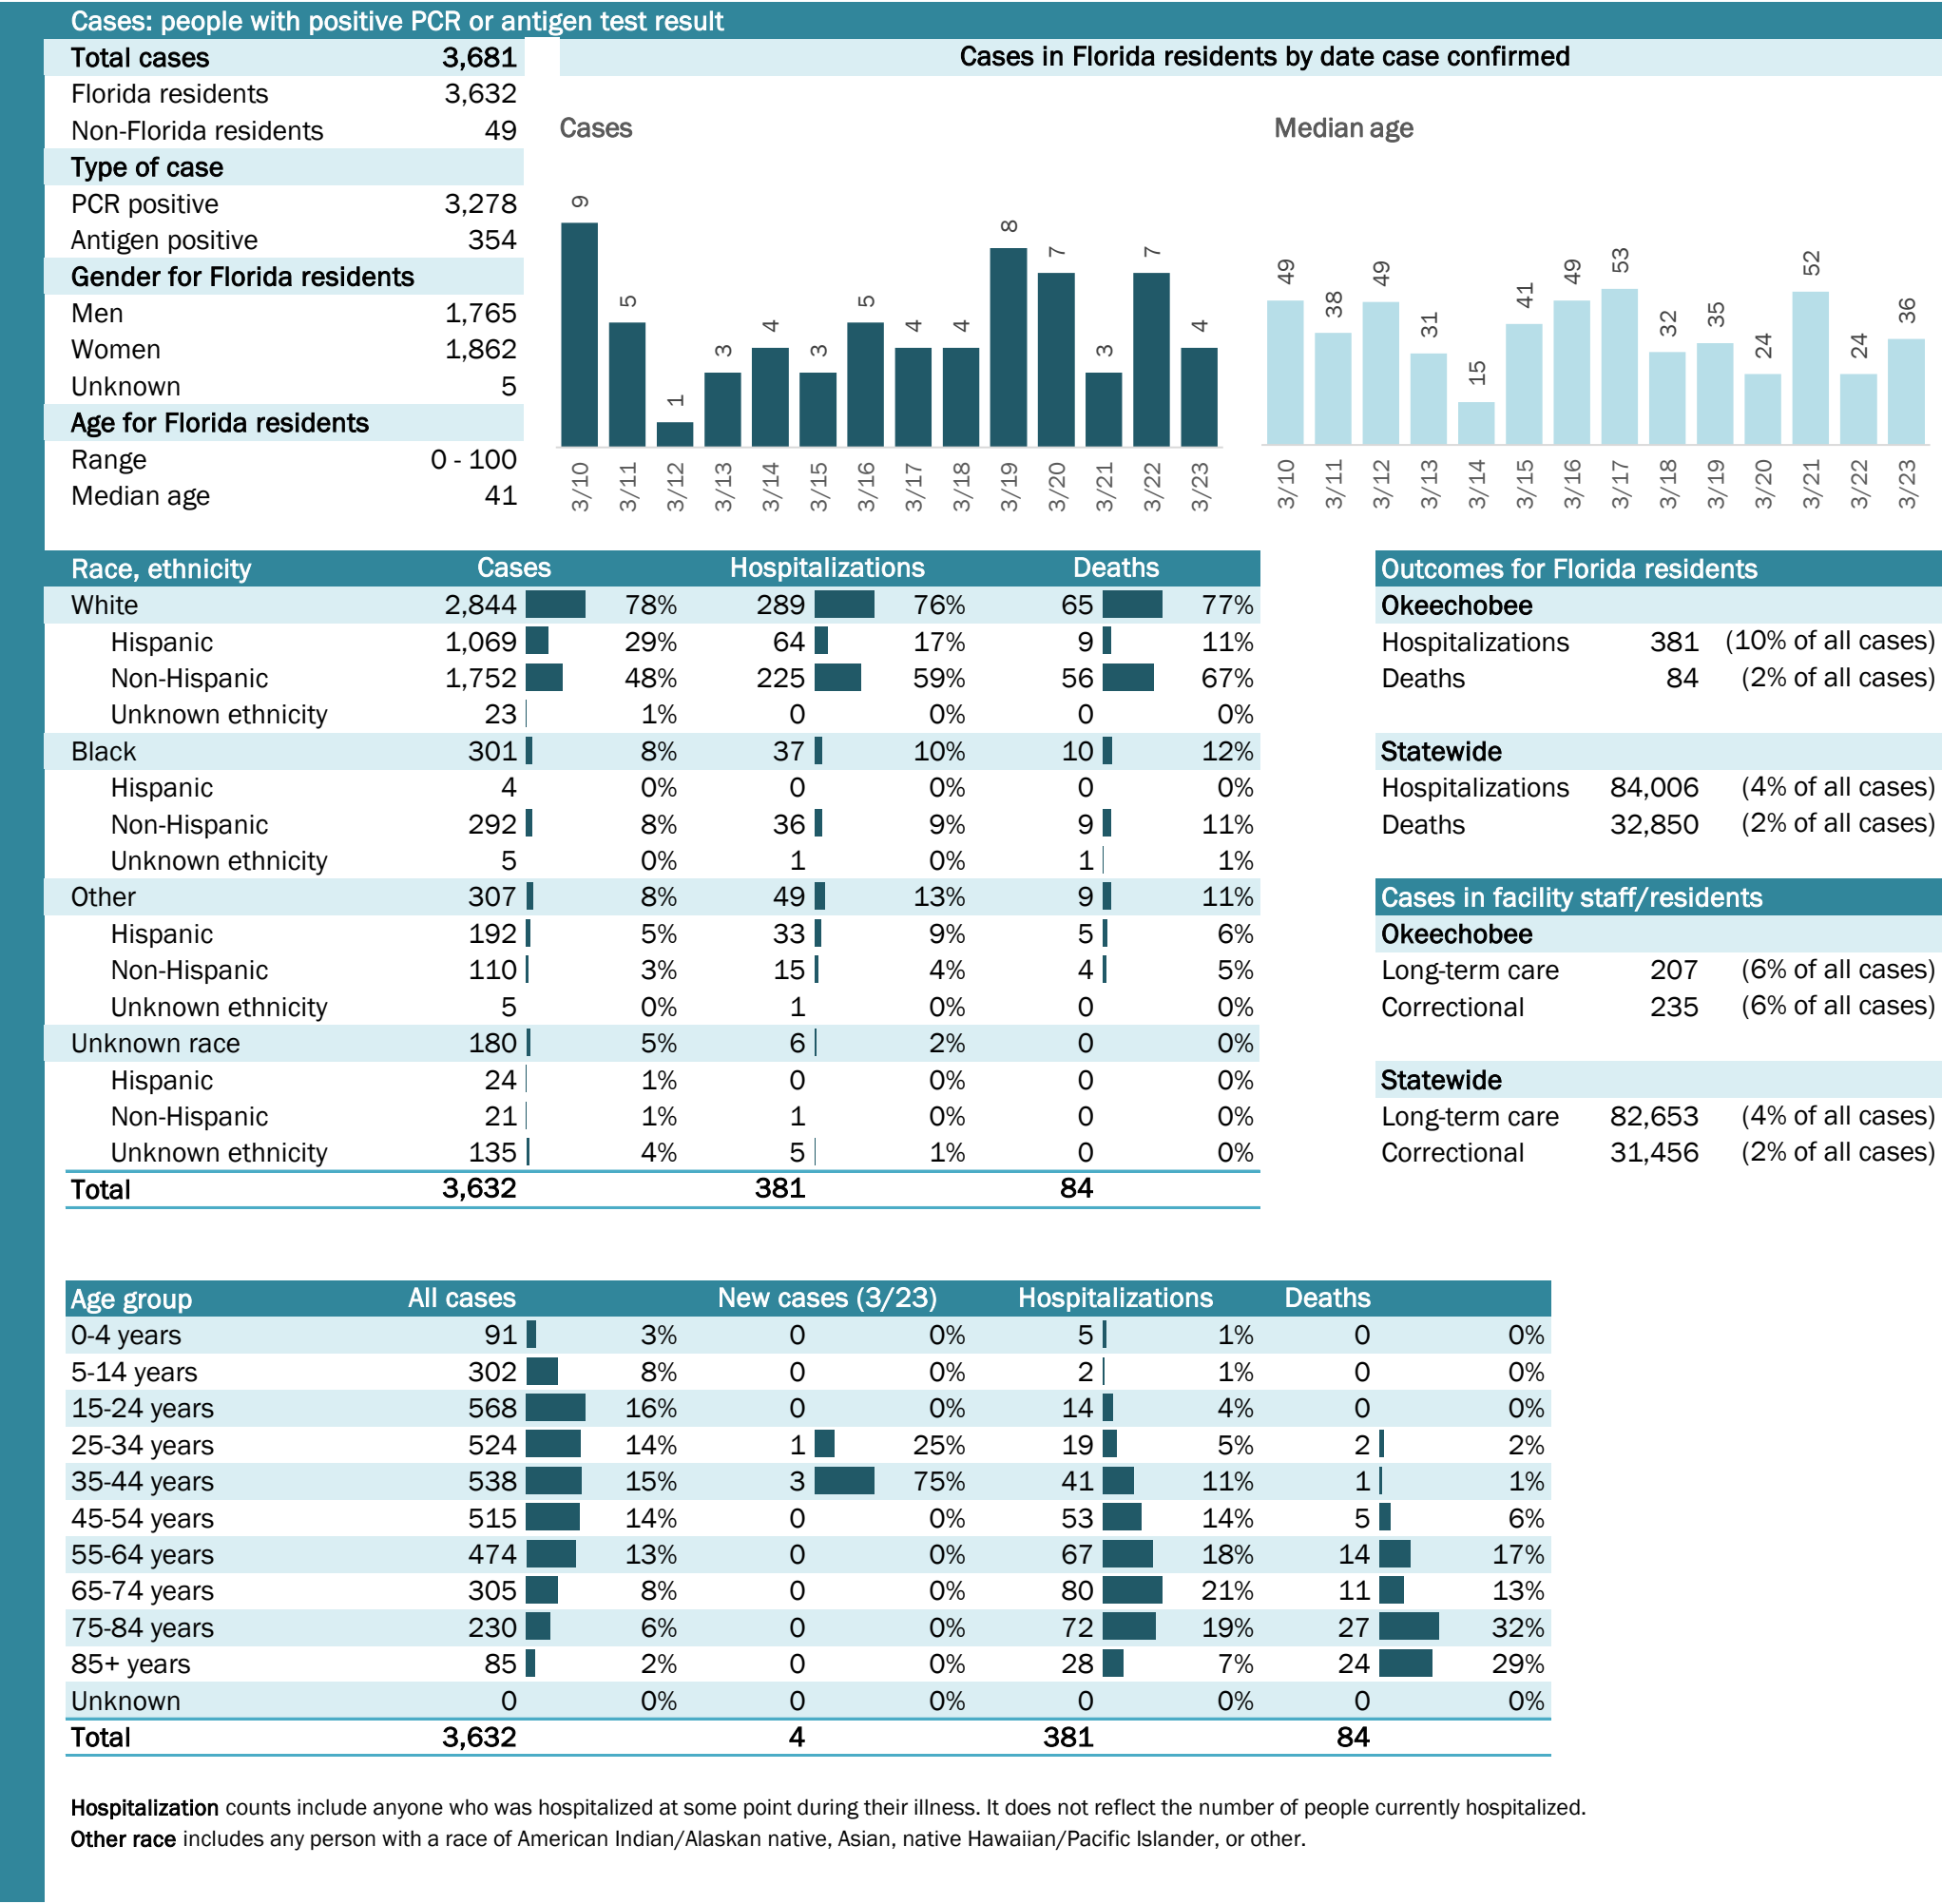 Cases: people with positive PCR or antigen test result
Total cases 3,681
Florida residents 3,632
Non-Florida residents 49
Type of case
PCR positive 3,278
Antigen positive 354
Gender for Florida residents
Men 1,765
Women 1,862
Unknown 5
Age for Florida residents
Range 0 - 100
Median age 41
Cases in Florida residents by date case confirmed
Cases
9 5 1 3 4 3 5 4 4 8 7 3 7 4
3/10 3/11 3/12 3/13 3/14 3/15 3/16 3/17 3/18 3/19 3/20 3/21 3/22 3/23
Median age
49 38 49 31 15 41 49 53 32 35 24 52 24 36
3/10 3/11 3/12 3/13 3/14 3/15 3/16 3/17 3/18 3/19 3/20 3/21 3/22 3/23
Race, ethnicity Cases Hospitalizations Deaths
White 2,844 78% 289 76% 65 77%
Hispanic 1,069 29% 64 17% 9 11%
Non-Hispanic 1,752 48% 225 59% 56 67%
Unknown ethnicity 23 1% 0 0% 0 0%
Black 301 8% 37 10% 10 12%
Hispanic 4 0% 0 0% 0 0%
Non-Hispanic 292 8% 36 9% 9 11%
Unknown ethnicity 5 0% 1 0% 1 1%
Other 307 8% 49 13% 9 11%
Hispanic 192 5% 33 9% 5 6%
Non-Hispanic 110 3% 15 4% 4 5%
Unknown ethnicity 5 0% 1 0% 0 0%
Unknown race 180 5% 6 2% 0 0%
Hispanic 24 1% 0 0% 0 0%
Non-Hispanic 21 1% 1 0% 0 0%
Unknown ethnicity 135 4% 5 1% 0 0%
Total 3,632 381 84
Outcomes for Florida residents
Okeechobee
Hospitalizations 381 (10% of all cases)
Deaths 84 (2% of all cases)
Statewide
Hospitalizations 84,006 (4% of all cases)
Deaths 32,850 (2% of all cases)
Cases in facility staff/residents
Okeechobee
Long-term care 207 (6% of all cases)
Correctional 235 (6% of all cases)
Statewide
Long-term care 82,653 (4% of all cases)
Correctional 31,456 (2% of all cases)
Age group All cases New cases (3/23) Hospitalizations Deaths
0-4 years 91 3% 0 0% 5 1% 0 0%
5-14 years 302 8% 0 0% 2 1% 0 0%
15-24 years 568 16% 0 0% 14 4% 0 0%
25-34 years 524 14% 1 25% 19 5% 2 2%
35-44 years 538 15% 3 75% 41 11% 1 1%
45-54 years 515 14% 0 0% 53 14% 5 6%
55-64 years 474 13% 0 0% 67 18% 14 17%
65-74 years 305 8% 0 0% 80 21% 11 13%
75-84 years 230 6% 0 0% 72 19% 27 32%
85+ years 85 2% 0 0% 28 7% 24 29%
Unknown 0 0% 0 0% 0 0% 0 0%
Total 3,632 4 381 84
Hospitalization counts include anyone who was hospitalized at some point during their illness. It does not reflect the number of people currently hospitalized.
Other race includes any person with a race of American Indian/Alaskan native, Asian, native Hawaiian/Pacific Islander, or other.